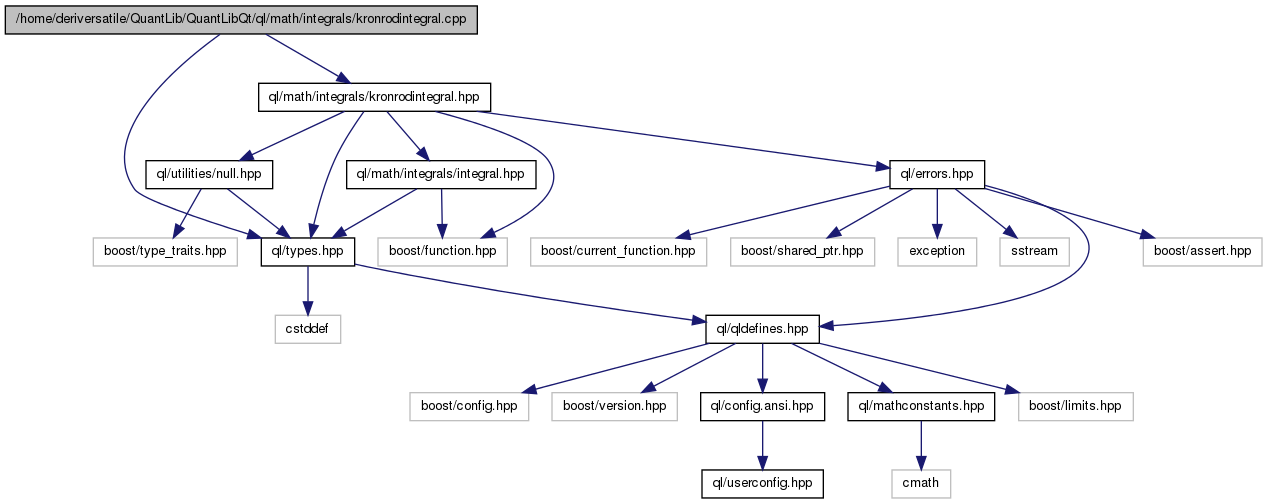 /home/deriversatile/QuantLib/QuantLibQt/ql/math/integrals/kronrodintegral.cpp
ql/math/integrals/kronrodintegral.hpp
ql/utilities/null.hpp
ql/math/integrals/integral.hpp
ql/errors.hpp
boost/type_traits.hpp
ql/types.hpp
boost/function.hpp
boost/current_function.hpp
boost/shared_ptr.hpp
exception
sstream
boost/assert.hpp
cstddef
ql/qldefines.hpp
boost/config.hpp
boost/version.hpp
ql/config.ansi.hpp
ql/mathconstants.hpp
boost/limits.hpp
ql/userconfig.hpp
cmath